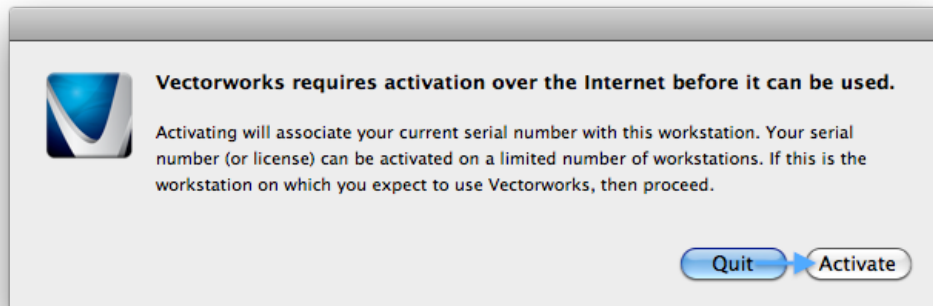 Vectorworks requires activation over the Internet before it can be used.
Activating will associate your current serial number with this workstation. Your serial
number (or license) can be activated on a limited number of workstations. If this is the
workstation on which you expect to use Vectorworks, then proceed.
Quit Activate